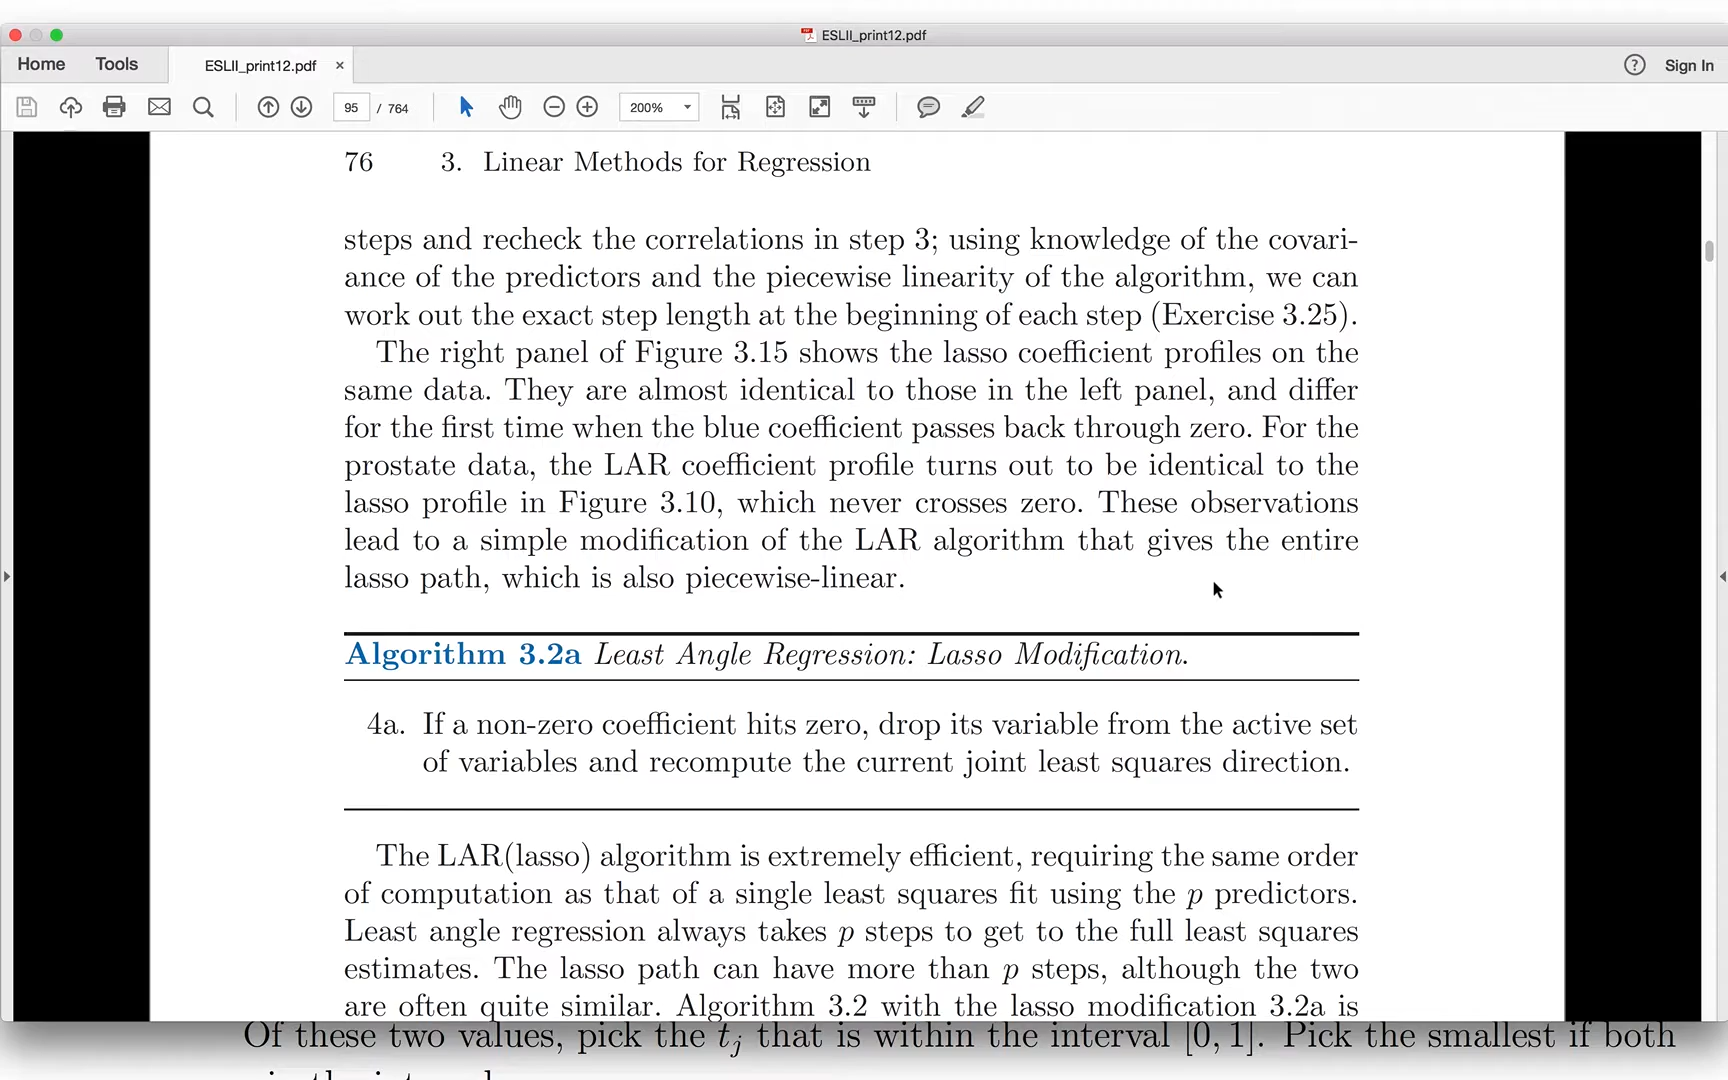 ESLII_print12.pdf
Home Tools ESLII_print12.pdf × ? Sign In
95 / 764 200%
76 3. Linear Methods for Regression
steps and recheck the correlations in step 3; using knowledge of the covari-
ance of the predictors and the piecewise linearity of the algorithm, we can
work out the exact step length at the beginning of each step (Exercise 3.25).
The right panel of Figure 3.15 shows the lasso coefficient profiles on the
same data. They are almost identical to those in the left panel, and differ
for the first time when the blue coefficient passes back through zero. For the
prostate data, the LAR coefficient profile turns out to be identical to the
lasso profile in Figure 3.10, which never crosses zero. These observations
lead to a simple modification of the LAR algorithm that gives the entire
lasso path, which is also piecewise-linear.
Algorithm 3.2a Least Angle Regression: Lasso Modification.
4a. If a non-zero coefficient hits zero, drop its variable from the active set
of variables and recompute the current joint least squares direction.
The LAR(lasso) algorithm is extremely efficient, requiring the same order
of computation as that of a single least squares fit using the p predictors.
Least angle regression always takes p steps to get to the full least squares
estimates. The lasso path can have more than p steps, although the two
are often quite similar. Algorithm 3.2 with the lasso modification 3.2a is
Of these two values, pick the t_j that is within the interval [0, 1]. Pick the smallest if both